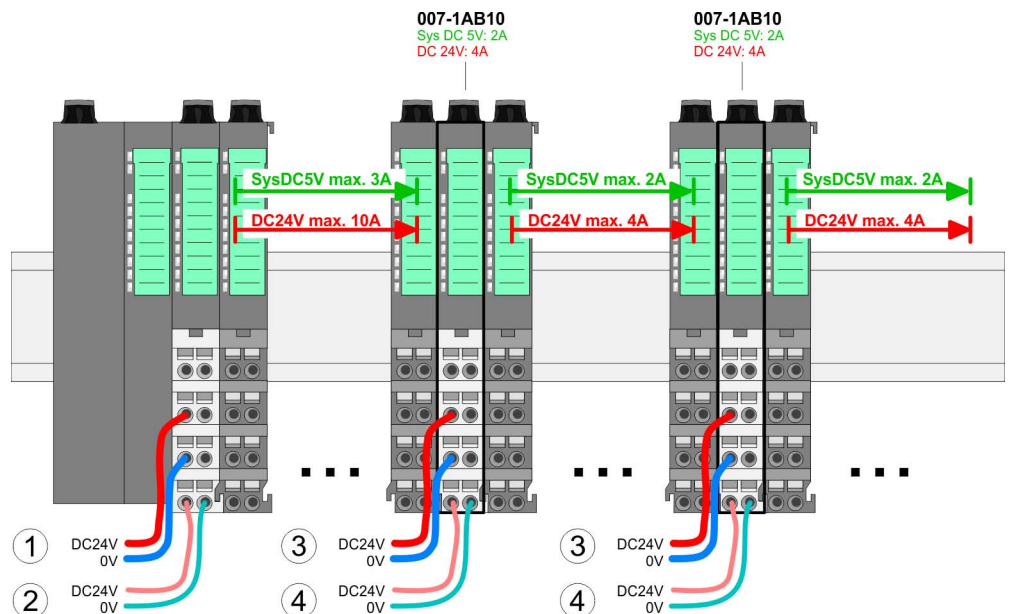 007-1AB10
Sys DC 5V: 2A
DC 24V: 4A
007-1AB10
Sys DC 5V: 2A
DC 24V: 4A
SysDC5V max. 3A
SysDC5V max. 2A
SysDC5V max. 2A
DC24V max. 10A
DC24V max. 4A
DC24V max. 4A
1 DC24V
0V
2 DC24V
0V
3 DC24V
0V
4 DC24V
0V
3 DC24V
0V
4 DC24V
0V